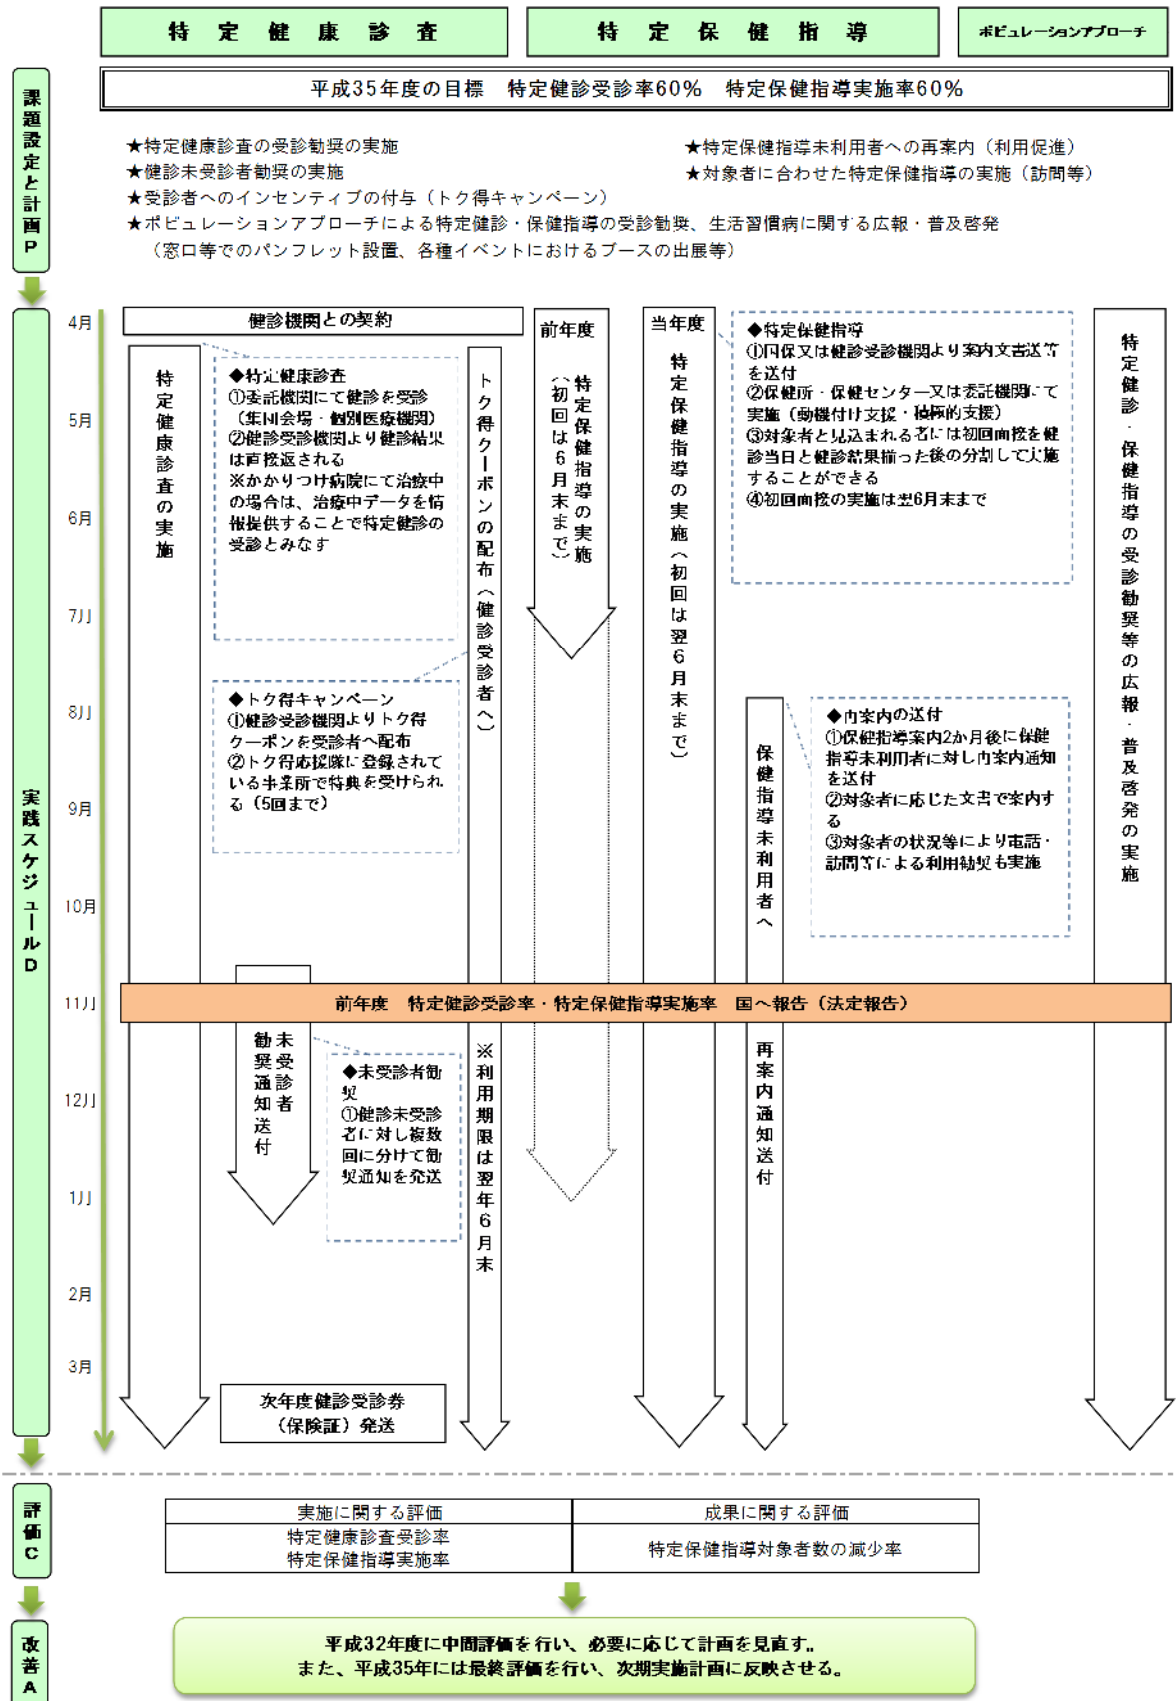 特定健康診査
特定保健指導
ポピュレーションアプローチ
課題設定と計画P
平成35年度の目標　特定健診受診率60%　特定保健指導実施率60%
★特定健康診査の受診勧奨の実施
★健診未受診者勧奨の実施
★受診者へのインセンティブの付与（トク得キャンペーン）
★ポピュレーションアプローチによる特定健診・保健指導の受診勧奨、生活習慣病に関する広報・普及啓発
（窓口等でのパンフレット設置、各種イベントにおけるブースの出展等）
★特定保健指導未利用者への再案内（利用促進）
★対象者に合わせた特定保健指導の実施（訪問等）
実践スケジュールD
4月
5月
6月
7月
8月
9月
10月
11月
12月
1月
2月
3月
健診機関との契約
特定健康診査の実施
◆特定健康診査
①委託機関にて健診を受診
（集団会場・個別医療機関）
②健診受診機関より健診結果
は直接返される
※かかりつけ病院にて治療中
の場合は、治療中データを情
報提供することで特定健診の
受診とみなす
◆トク得キャンペーン
①健診受診機関よりトク得
クーポンを受診者へ配布
②トク得応援隊に登録されて
いる事業所で特典を受けられ
る（5回まで）
トク得クーポンの配布（健診受診者へ）
※利用期限は翌年6月末
前年度
特定保健指導の実施
（初回は6月末まで）
当年度
特定保健指導の実施（初回は翌6月末まで）
◆特定保健指導
①国保又は健診受診機関より案内文書送等
を送付
②保健所・保健センター又は委託機関にて
実施（動機付け支援・積極的支援）
③対象者と見込まれる者には初回面接を健
診当日と健診結果揃った後の分割して実施
することができる
④初回面接の実施は翌6月末まで
保健指導未利用者へ
再案内通知送付
◆再案内の送付
①保健指導案内2か月後に保健
指導未利用者に対し再案内通知
を送付
②対象者に応じた文書で案内す
る
③対象者の状況等により電話・
訪問等による利用勧奨も実施
特定健診・保健指導の受診勧奨等の広報・普及啓発の実施
前年度　特定健診受診率・特定保健指導実施率　国へ報告（法定報告）
未受診者
勧奨通知送付
◆未受診者勧
奨
①健診未受診
者に対し複数
回に分けて勧
奨通知を発送
次年度健診受診券
（保険証）発送
評価C
実施に関する評価
成果に関する評価
特定健康診査受診率
特定保健指導実施率
特定保健指導対象者数の減少率
改善A
平成32年度に中間評価を行い、必要に応じて計画を見直す。
また、平成35年には最終評価を行い、次期実施計画に反映させる。